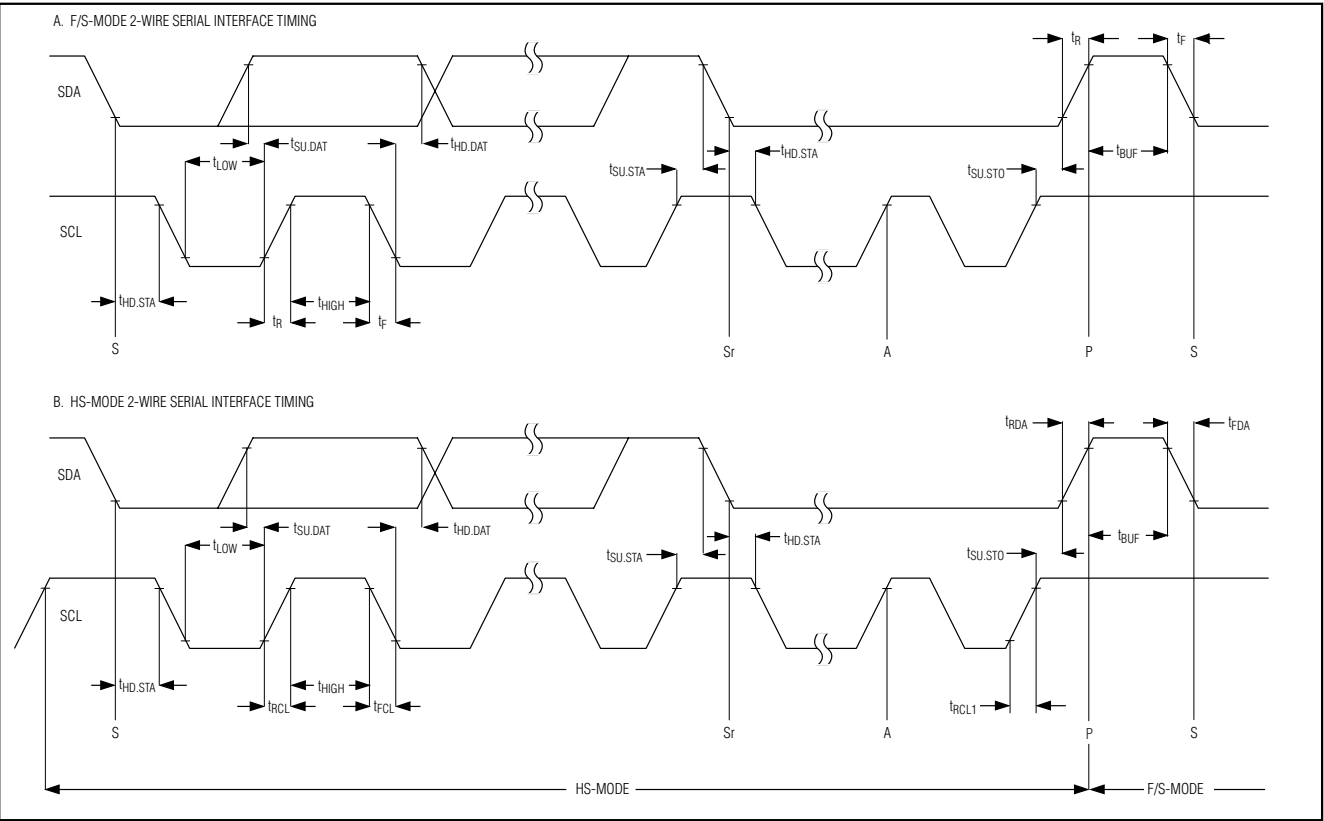 A. F/S-MODE 2-WIRE SERIAL INTERFACE TIMING
tR
tF
SDA
tSU.DAT
tHD.DAT
tLOW
tHD.STA
tBUF
tSU.STA
tSU.STO
SCL
tHD.STA
tHIGH
tR
tF
S
Sr
A
P
S
B. HS-MODE 2-WIRE SERIAL INTERFACE TIMING
tRDA
tFDA
SDA
tSU.DAT
tHD.DAT
tLOW
tHD.STA
tBUF
tSU.STA
tSU.STO
SCL
tHD.STA
tHIGH
tRCL
tFCL
tRCL1
S
Sr
A
P
S
HS-MODE
F/S-MODE